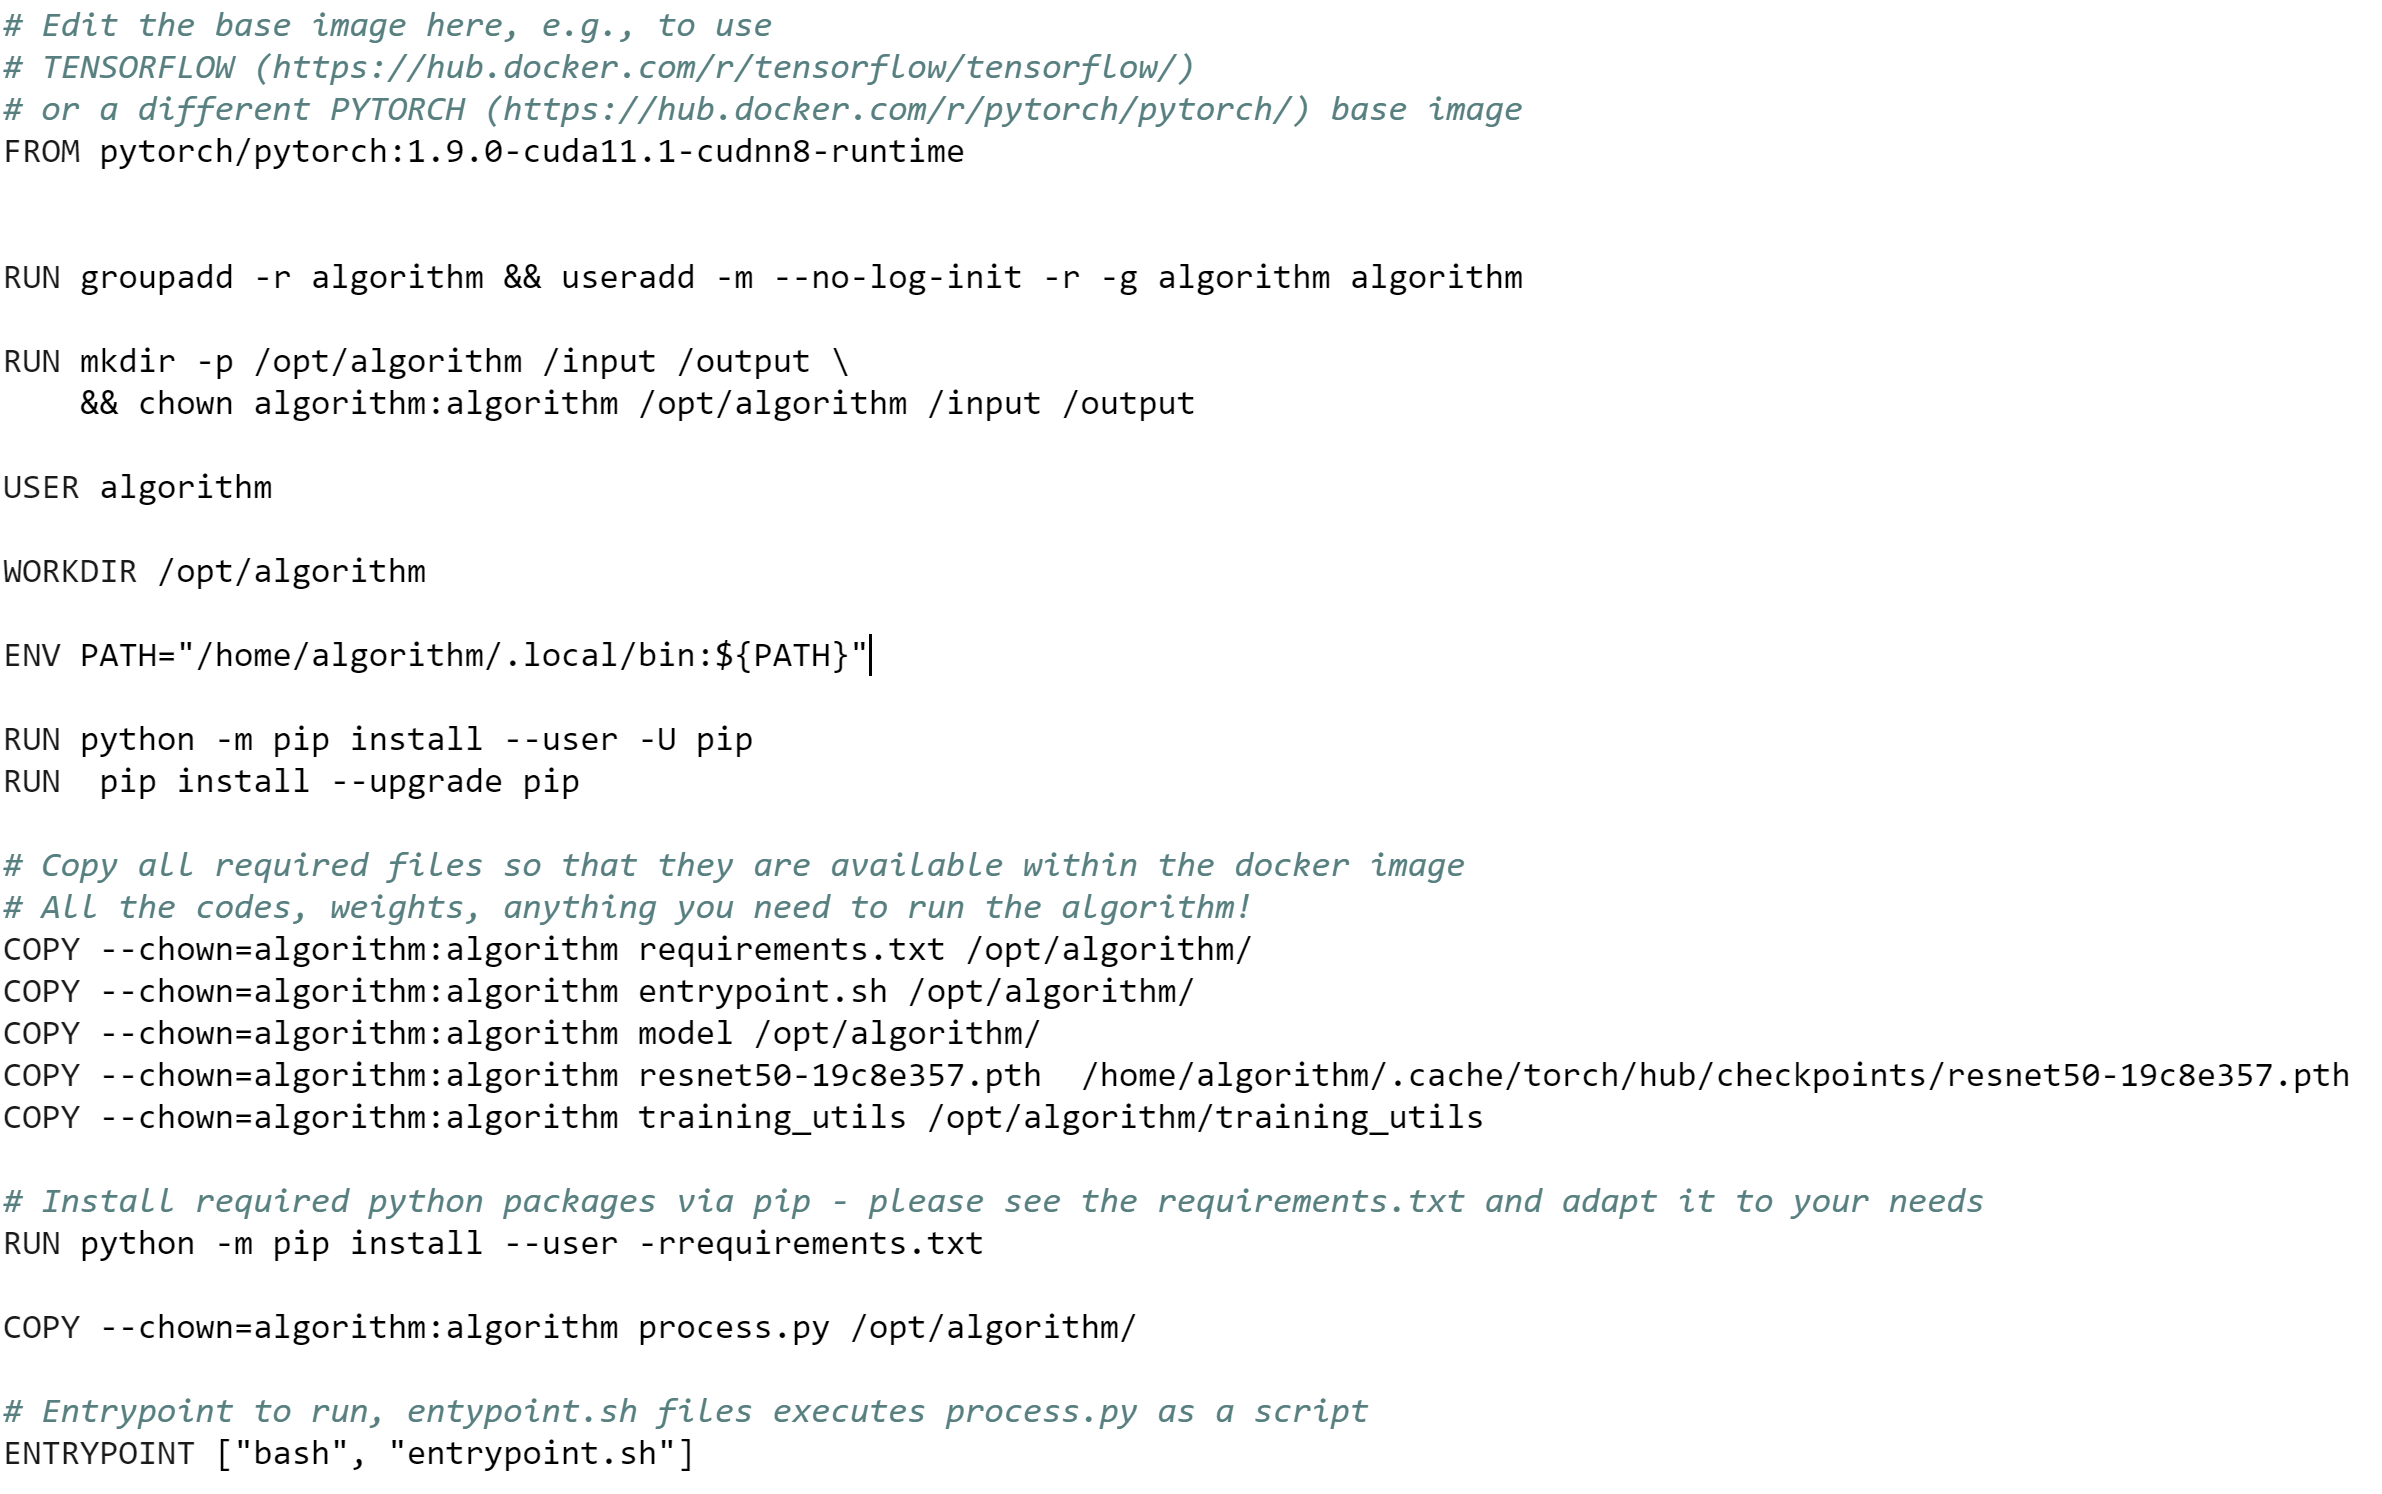 # Edit the base image here, e.g., to use
# TENSORFLOW (https://hub.docker.com/r/tensorflow/tensorflow/)
# or a different PYTORCH (https://hub.docker.com/r/pytorch/pytorch/) base image
FROM pytorch/pytorch:1.9.0-cuda11.1-cudnn8-runtime
RUN groupadd -r algorithm && useradd -m --no-log-init -r -g algorithm algorithm
RUN mkdir -p /opt/algorithm /input /output \
    && chown algorithm:algorithm /opt/algorithm /input /output
USER algorithm
WORKDIR /opt/algorithm
ENV PATH="/home/algorithm/.local/bin:${PATH}"
RUN python -m pip install --user -U pip
RUN  pip install --upgrade pip
# Copy all required files so that they are available within the docker image
# All the codes, weights, anything you need to run the algorithm!
COPY --chown=algorithm:algorithm requirements.txt /opt/algorithm/
COPY --chown=algorithm:algorithm entrypoint.sh /opt/algorithm/
COPY --chown=algorithm:algorithm model /opt/algorithm/
COPY --chown=algorithm:algorithm resnet50-19c8e357.pth  /home/algorithm/.cache/torch/hub/checkpoints/resnet50-19c8e357.pth
COPY --chown=algorithm:algorithm training_utils /opt/algorithm/training_utils
# Install required python packages via pip - please see the requirements.txt and adapt it to your needs
RUN python -m pip install --user -rrequirements.txt
COPY --chown=algorithm:algorithm process.py /opt/algorithm/
# Entrypoint to run, entypoint.sh files executes process.py as a script
ENTRYPOINT ["bash", "entrypoint.sh"]